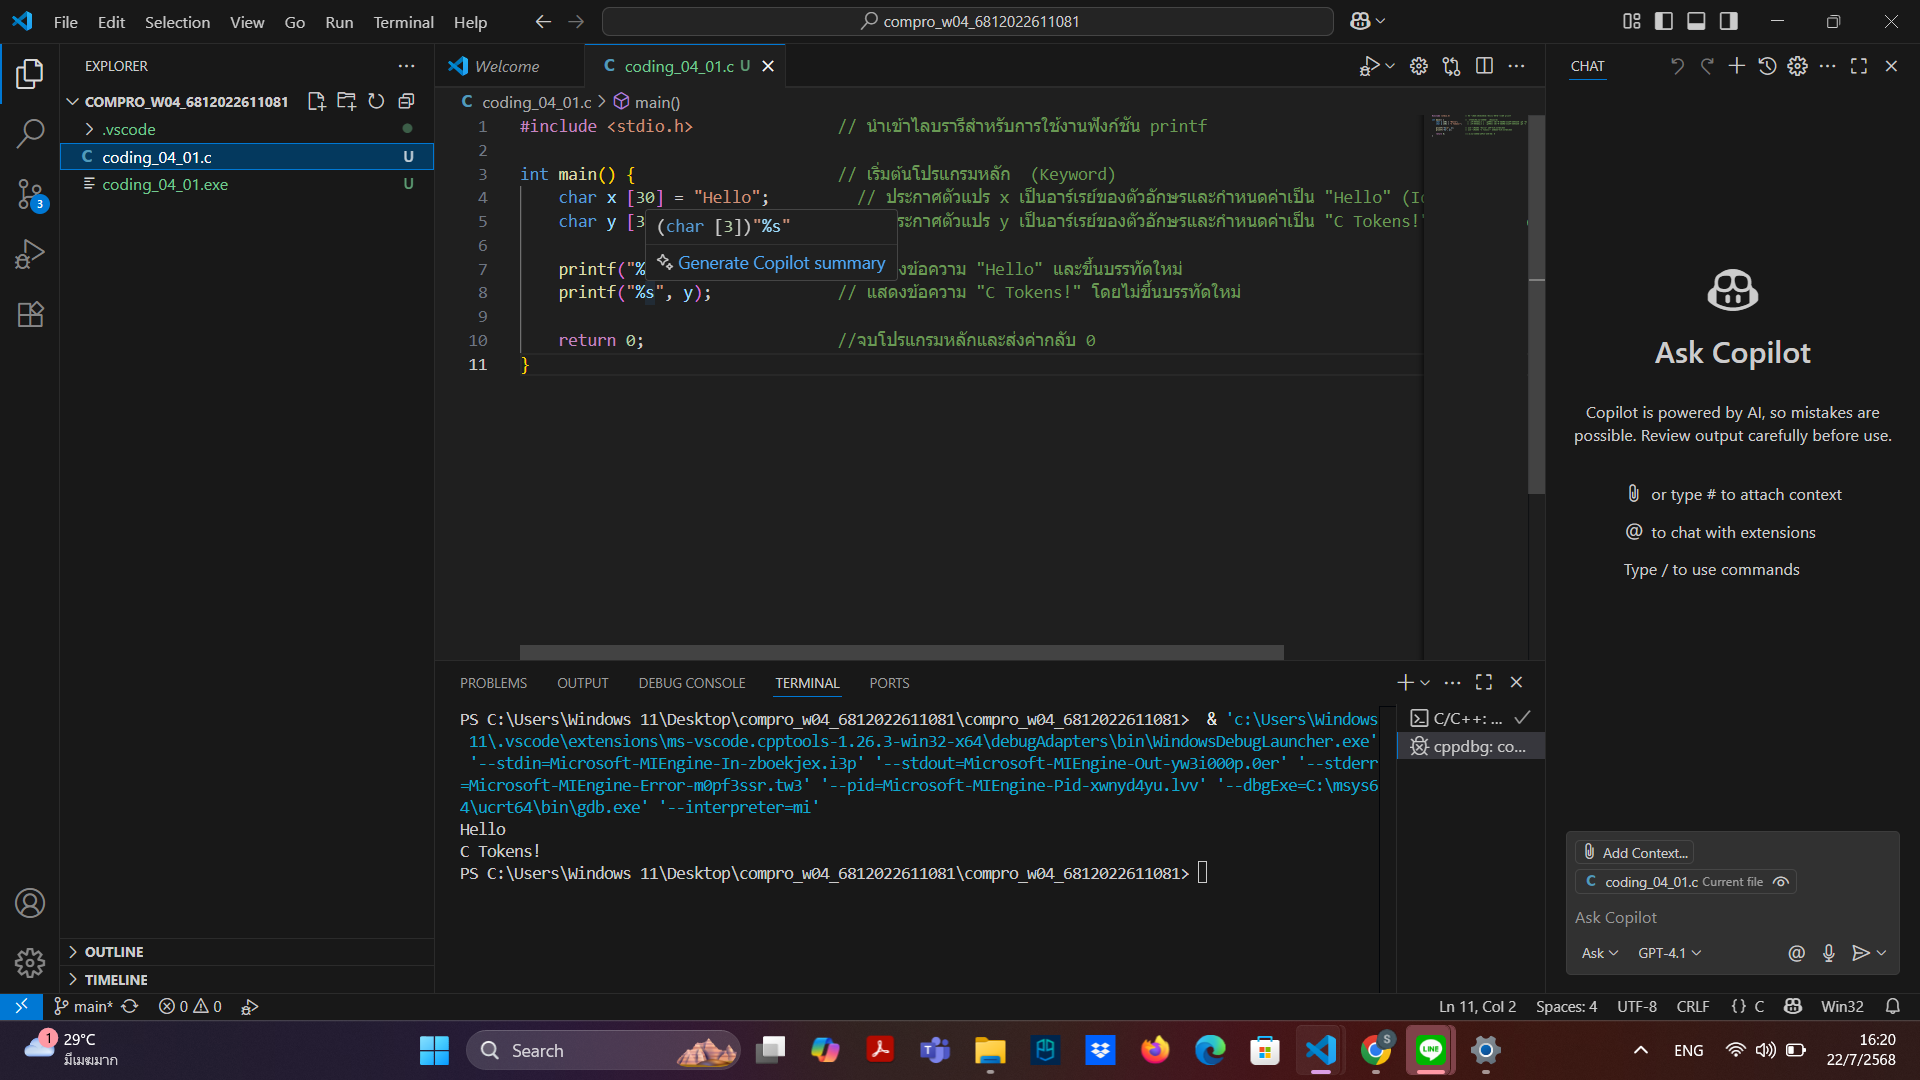 File Edit Selection View Go Run Terminal Help
compro_w04_6812022611081
EXPLORER
COMPRO_W04_6812022611081
.vscode
C coding_04_01.c U
coding_04_01.exe U
3
OUTLINE
TIMELINE
Welcome
C coding_04_01.c U
C coding_04_01.c > main()
1 #include <stdio.h> // นำเข้าไลบรารีสำหรับการใช้งานฟังก์ชัน printf
2
3 int main() { // เริ่มต้นโปรแกรมหลัก (Keyword)
4 char x [30] = "Hello"; // ประกาศตัวแปร x เป็นอาร์เรย์ของตัวอักษรและกำหนดค่าเป็น "Hello" (I
5 char y [3 ระกาศตัวแปร y เป็นอาร์เรย์ของตัวอักษรและกำหนดค่าเป็น "C Tokens!"
(char [3])"%s"
Generate Copilot summary
6
7 printf("% งข้อความ "Hello" และขึ้นบรรทัดใหม่
8 printf("%s", y); // แสดงข้อความ "C Tokens!" โดยไม่ขึ้นบรรทัดใหม่
9
10 return 0; //จบโปรแกรมหลักและส่งค่ากลับ 0
11 }
PROBLEMS OUTPUT DEBUG CONSOLE TERMINAL PORTS
PS C:\Users\Windows 11\Desktop\compro_w04_6812022611081\compro_w04_6812022611081> & 'c:\Users\Windows
11\.vscode\extensions\ms-vscode.cpptools-1.26.3-win32-x64\debugAdapters\bin\WindowsDebugLauncher.exe'
'--stdin=Microsoft-MIEngine-In-zboekjex.i3p' '--stdout=Microsoft-MIEngine-Out-yw3i000p.0er' '--stderr
=Microsoft-MIEngine-Error-m0pf3ssr.tw3' '--pid=Microsoft-MIEngine-Pid-xwnyd4yu.lvv' '--dbgExe=C:\msys6
4\ucrt64\bin\gdb.exe' '--interpreter=mi'
Hello
C Tokens!
PS C:\Users\Windows 11\Desktop\compro_w04_6812022611081\compro_w04_6812022611081>
C/C++: ...
cppdbg: co...
CHAT
Ask Copilot
Copilot is powered by AI, so mistakes are
possible. Review output carefully before use.
or type # to attach context
@ to chat with extensions
Type / to use commands
Add Context...
C coding_04_01.c Current file
Ask Copilot
Ask GPT-4.1 @
main* 0 0
Ln 11, Col 2 Spaces: 4 UTF-8 CRLF {} C Win32
1
29°C
มีเมฆมาก
Search
S
LINE
ENG
16:20
22/7/2568